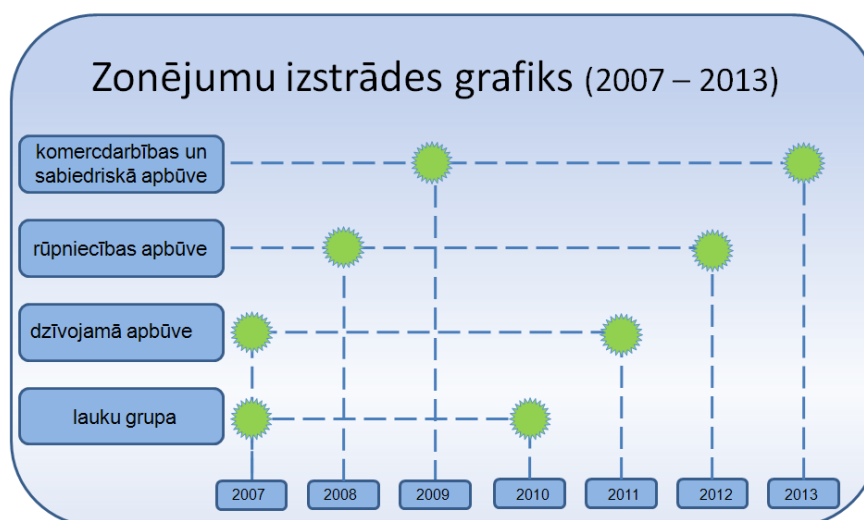 Zonējumu izstrādes grafiks (2007 – 2013)
komercdarbības un
sabiedriskā apbūve
rūpniecības apbūve
dzīvojamā apbūve
lauku grupa
2007 2008 2009 2010 2011 2012 2013